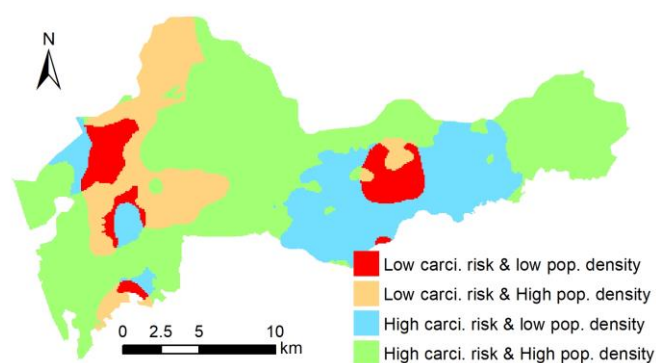 N
Low carci. risk & low pop. density
Low carci. risk & High pop. density
High carci. risk & low pop. density
High carci. risk & High pop. density
0 2.5 5 10
km